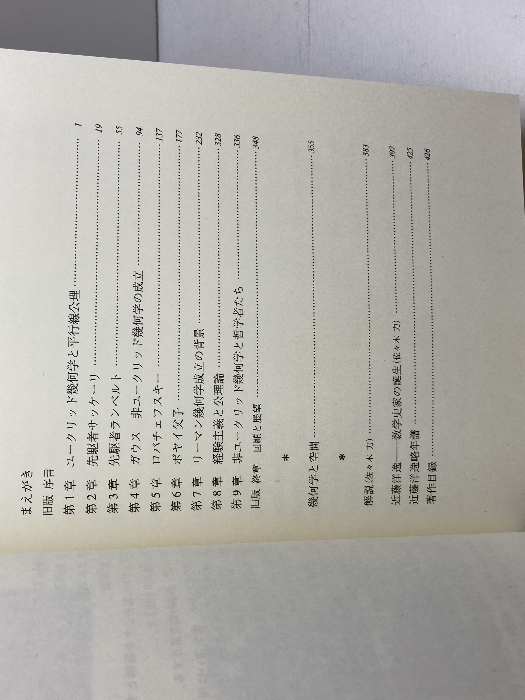 まえがき
旧版 序言
第1章 ユークリッド幾何学と平行線公理 1
第2章 先駆者サッケーリ 19
第3章 先駆者ランベルト 55
第4章 ガウス 非ユークリッド幾何学の成立 94
第5章 ロバチェフスキー 137
第6章 ボヤイ父子 177
第7章 リーマン幾何学成立の背景 232
第8章 経験主義と公理論 328
第9章 非ユークリッド幾何学と哲学者たち 336
旧版 終章 回顧と展望 348
*
幾何学と空間 355
*
解説(佐々木 力) 383
近藤洋逸——数学史家の誕生(佐々木 力) 397
近藤洋逸略年譜 425
著作目録 426